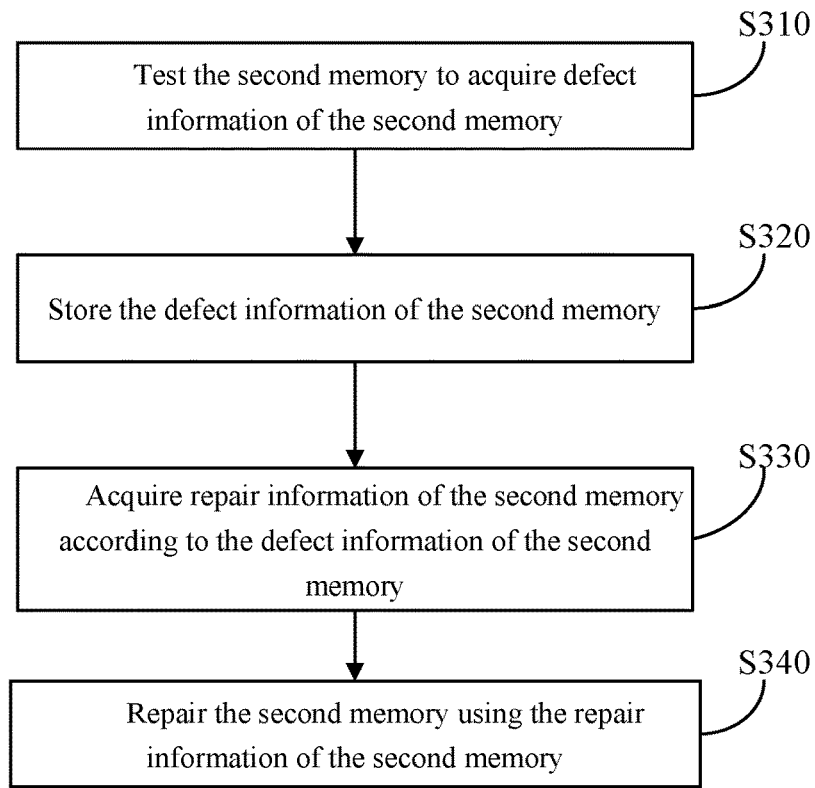 S310
Test the second memory to acquire defect
information of the second memory
S320
Store the defect information of the second memory
S330
Acquire repair information of the second memory
according to the defect information of the second
memory
S340
Repair the second memory using the repair
information of the second memory